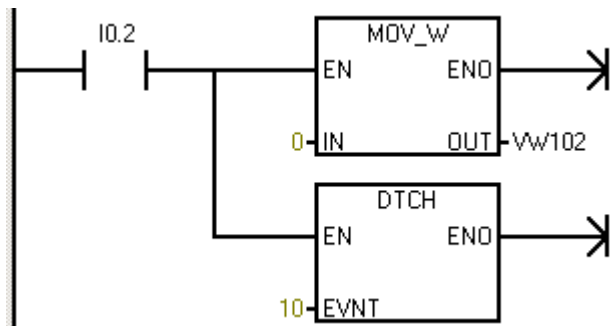 I0.2
MOV_W
EN ENO
0 IN OUT VW102
DTCH
EN ENO
10 EVNT